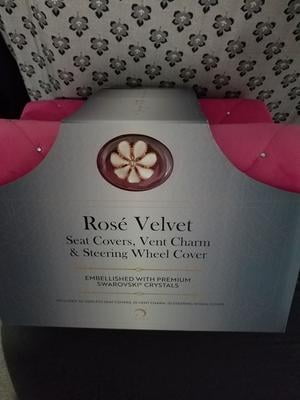 Rosé Velvet
Seat Covers, Vent Charm
& Steering Wheel Cover
EMBELLISHED WITH PREMIUM
SWAROVSKI® CRYSTALS